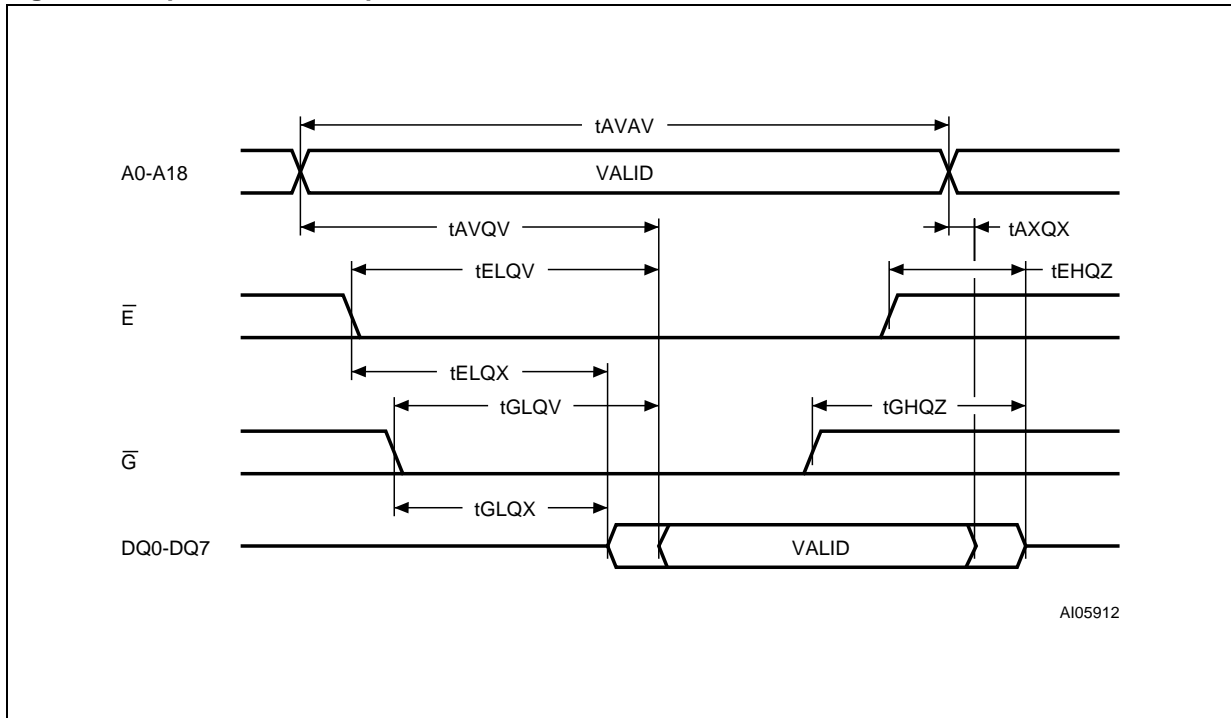 tAVAV
A0-A18
VALID
tAVQV
tAXQX
tELQV
tEHQZ
E̅
tELQX
tGLQV
tGHQZ
G̅
tGLQX
DQ0-DQ7
VALID
AI05912